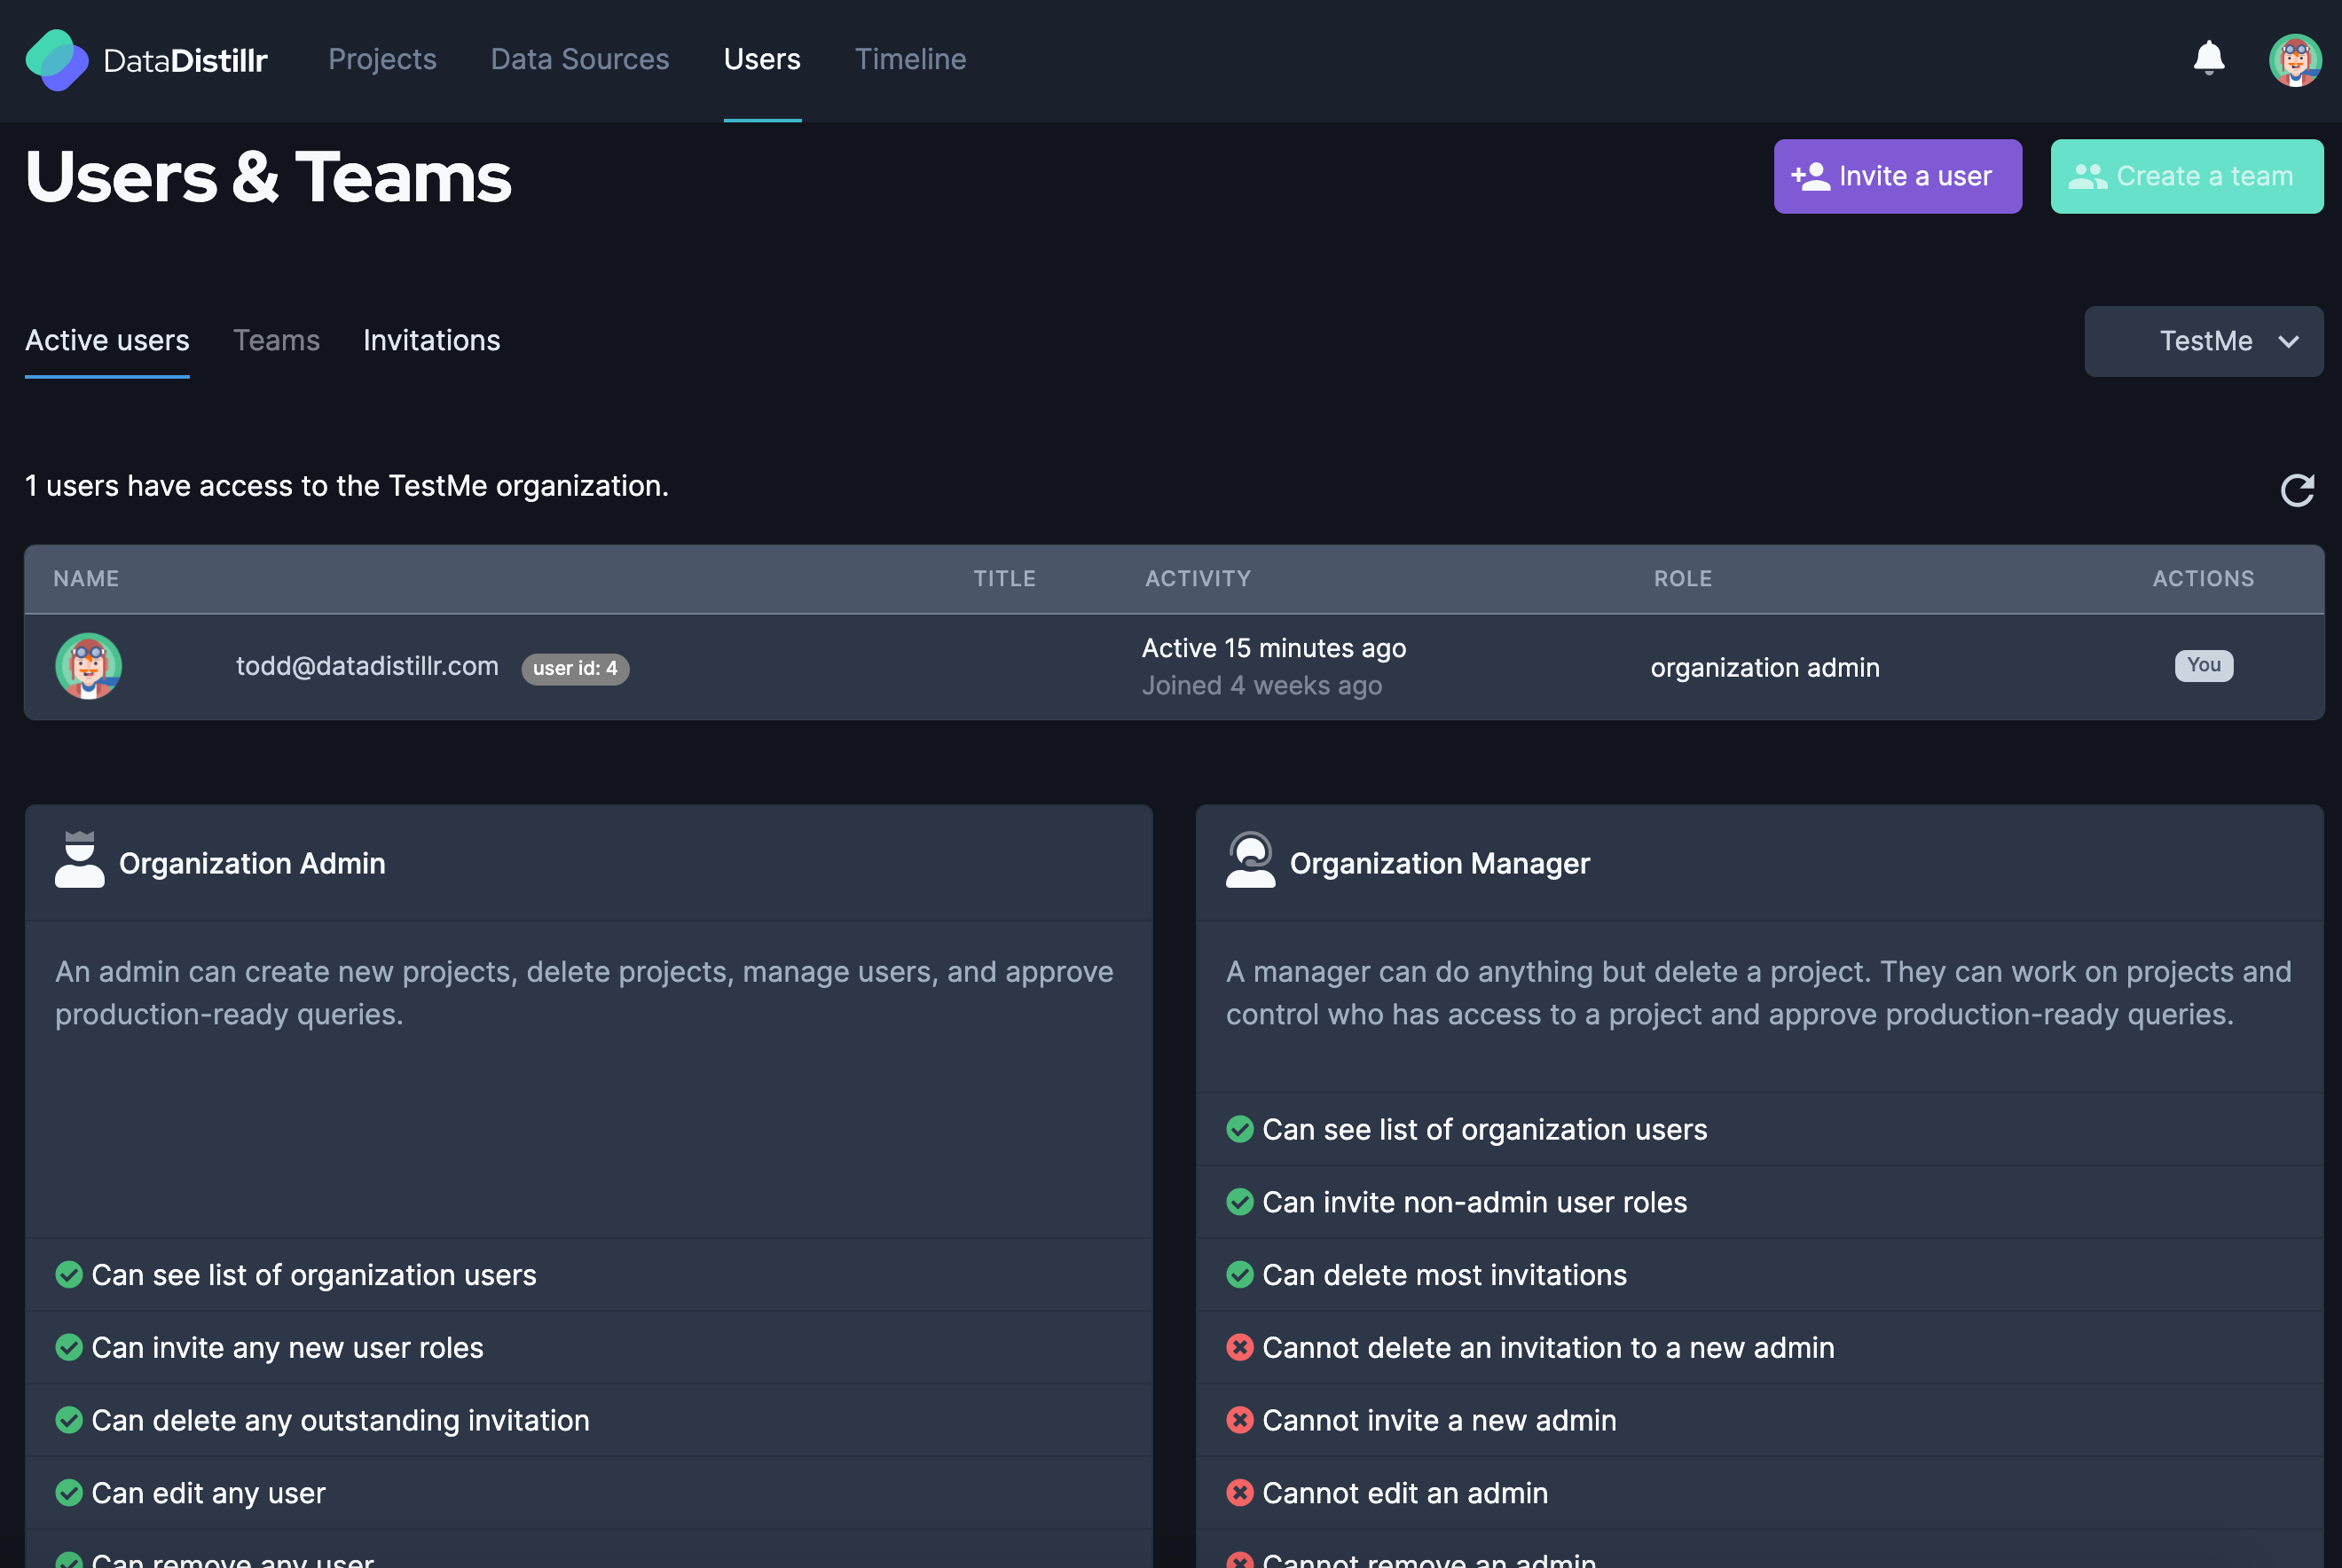 DataDistillr Projects Data Sources Users Timeline
Users & Teams
Invite a user Create a team
Active users Teams Invitations TestMe
1 users have access to the TestMe organization.
NAME TITLE ACTIVITY ROLE ACTIONS
todd@datadistillr.com user id: 4 Active 15 minutes ago organization admin You
Joined 4 weeks ago
Organization Admin
An admin can create new projects, delete projects, manage users, and approve
production-ready queries.
Can see list of organization users
Can invite any new user roles
Can delete any outstanding invitation
Can edit any user
Can remove any user
Organization Manager
A manager can do anything but delete a project. They can work on projects and
control who has access to a project and approve production-ready queries.
Can see list of organization users
Can invite non-admin user roles
Can delete most invitations
Cannot delete an invitation to a new admin
Cannot invite a new admin
Cannot edit an admin
Cannot remove an admin